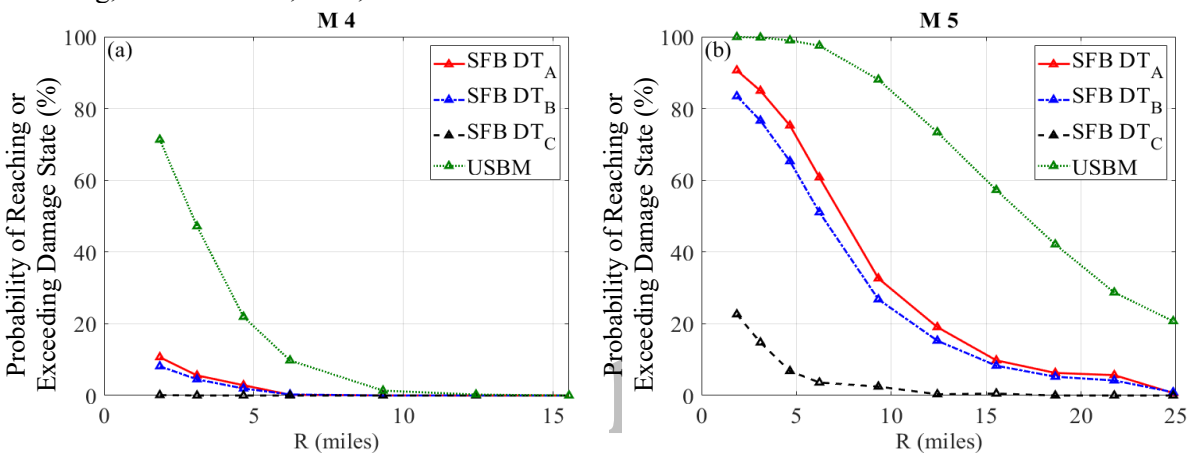 M 4
(a)
SFB DT_A
SFB DT_B
SFB DT_C
USBM
Probability of Reaching or
Exceeding Damage State (%)
100
80
60
40
20
0
0 5 10 15
R (miles)
M 5
(b)
SFB DT_A
SFB DT_B
SFB DT_C
USBM
Probability of Reaching or
Exceeding Damage State (%)
100
80
60
40
20
0
0 5 10 15 20 25
R (miles)